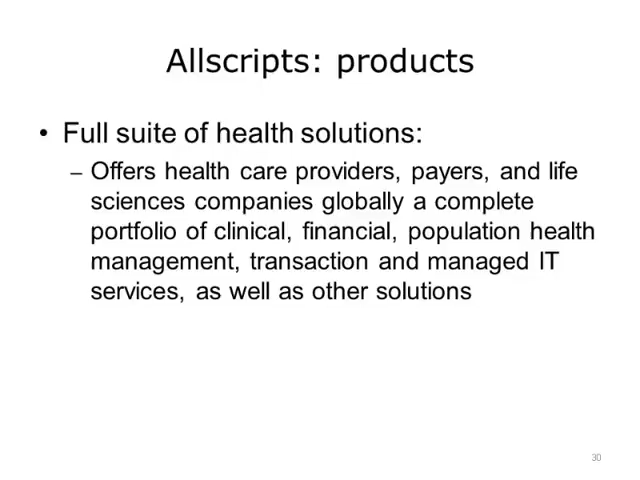 Allscripts: products
• Full suite of health solutions:
– Offers health care providers, payers, and life
sciences companies globally a complete
portfolio of clinical, financial, population health
management, transaction and managed IT
services, as well as other solutions
30